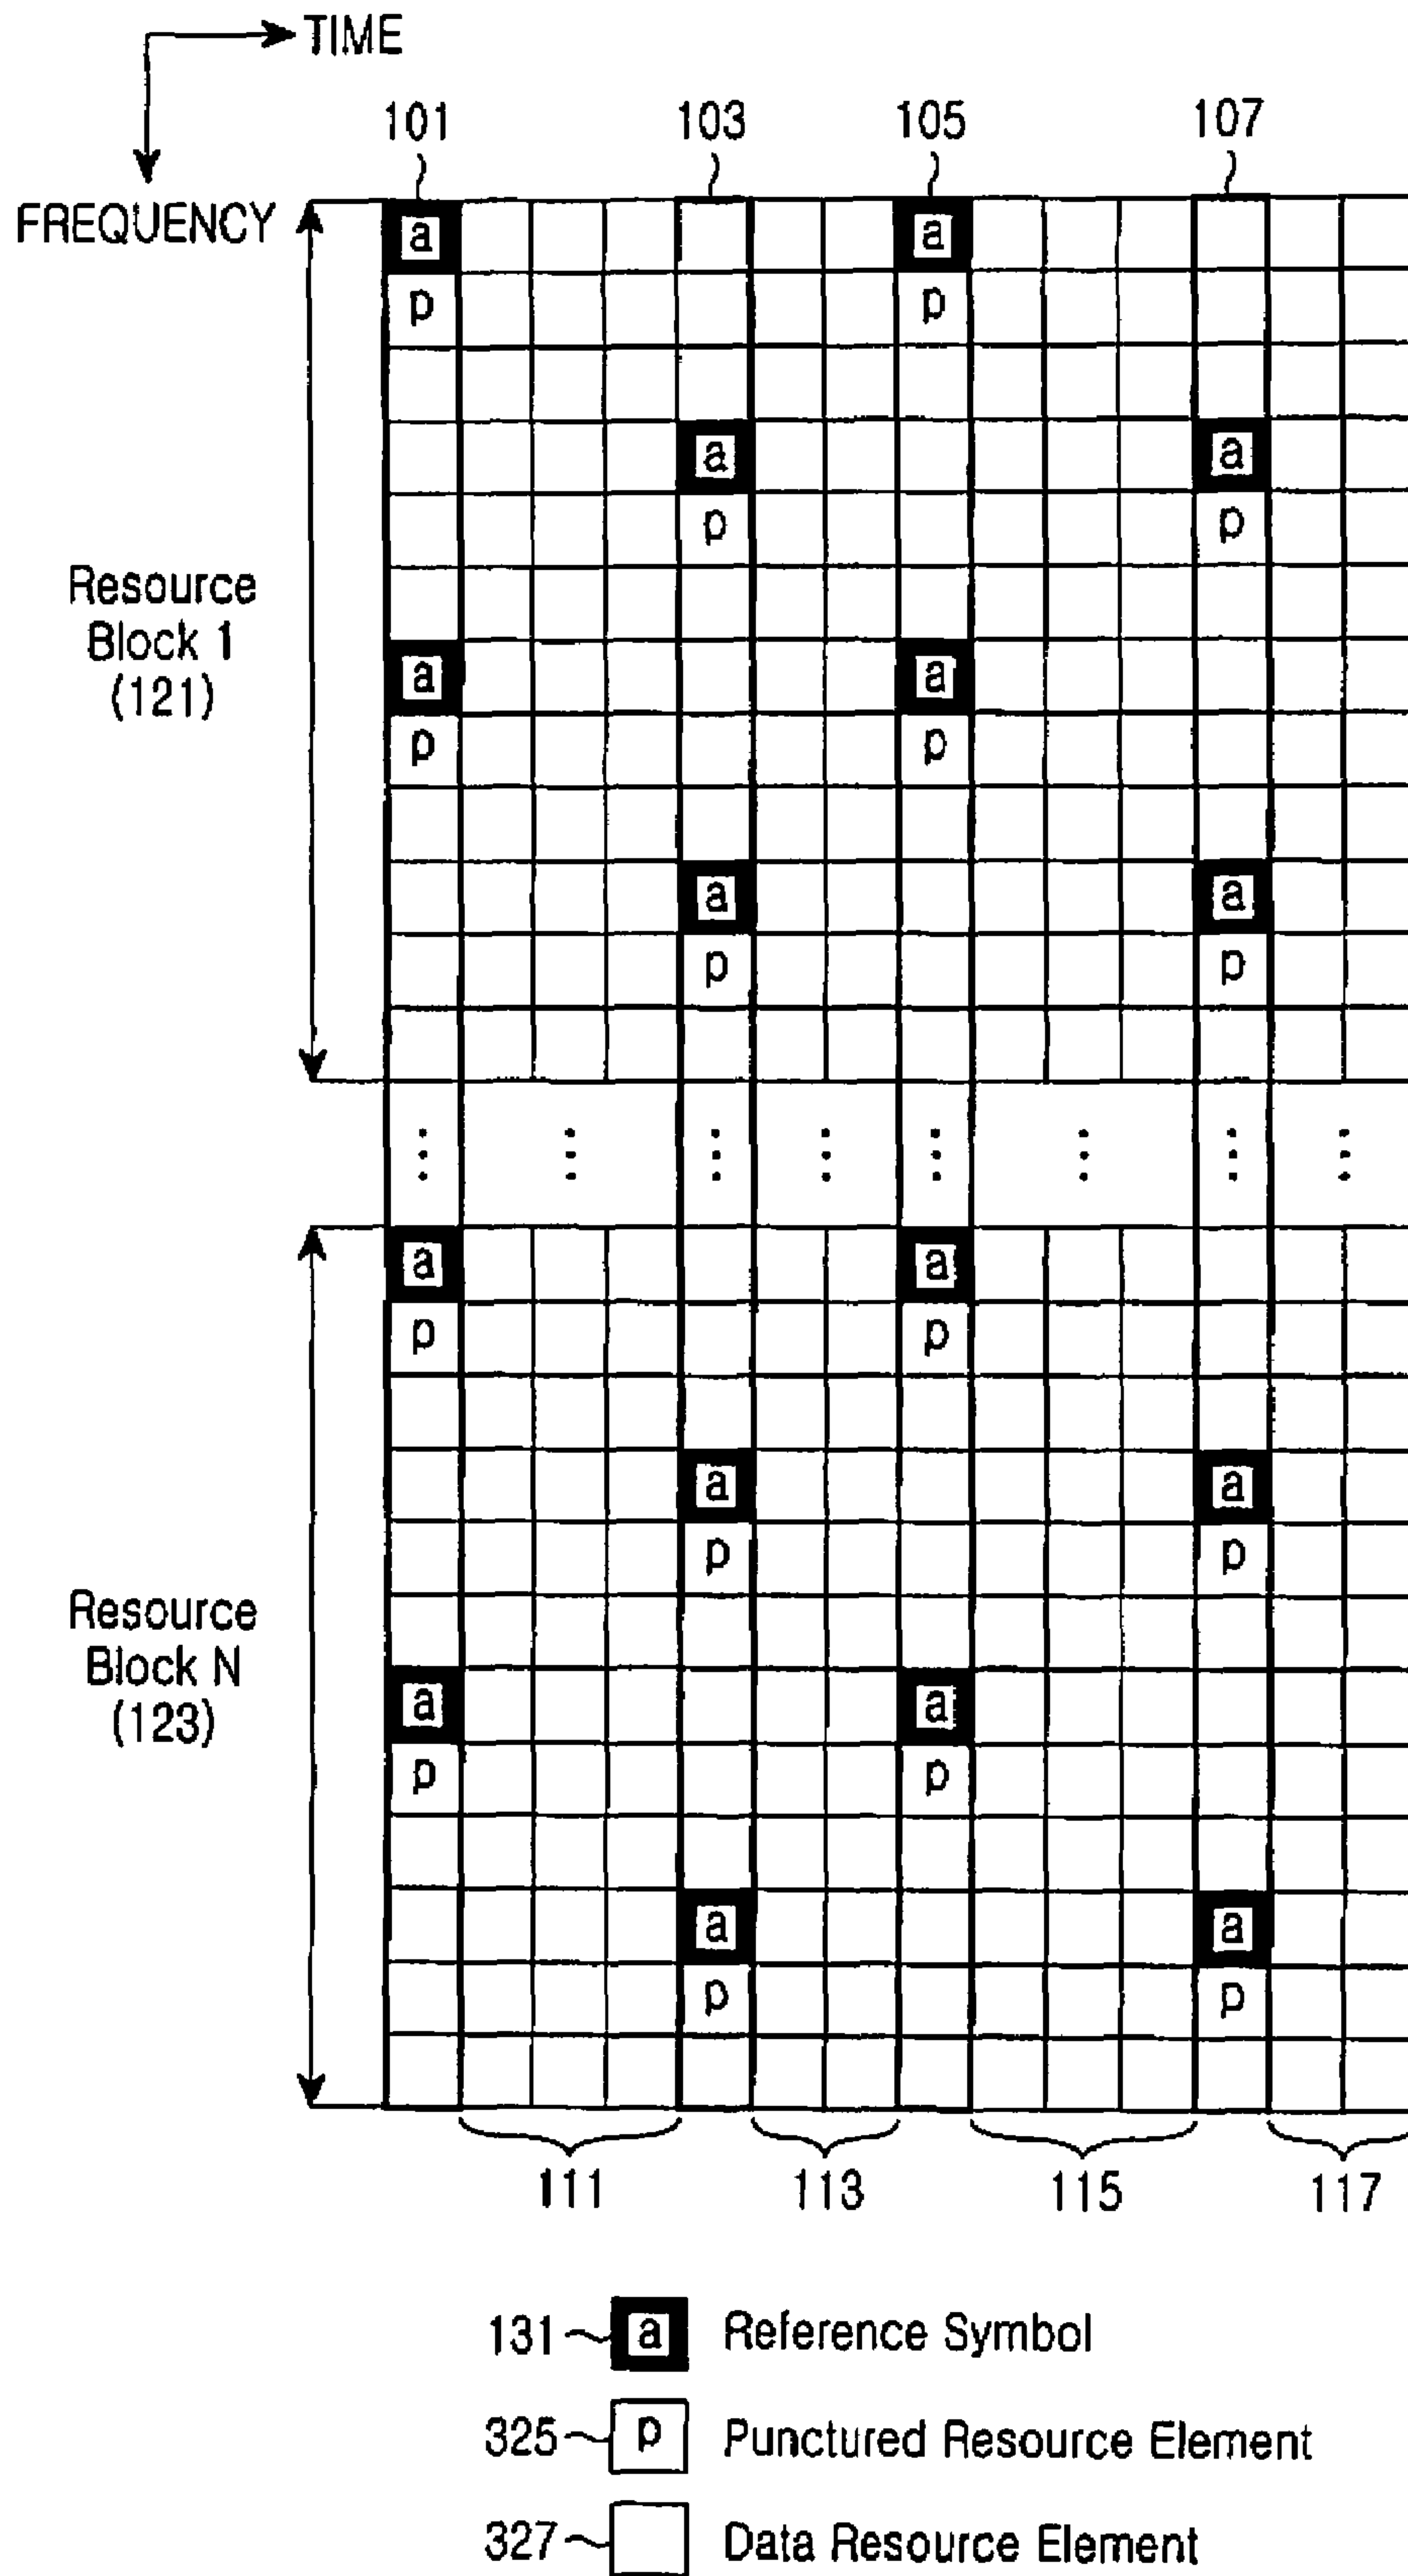 TIME
101 103 105 107
FREQUENCY
a a
p p
a a
p p
Resource
Block 1
(121)
a a
p p
a a
p p
a a
p p
a a
p p
Resource
Block N
(123)
a a
p p
a a
p p
111 113 115 117
131 a Reference Symbol
325 p Punctured Resource Element
327 Data Resource Element